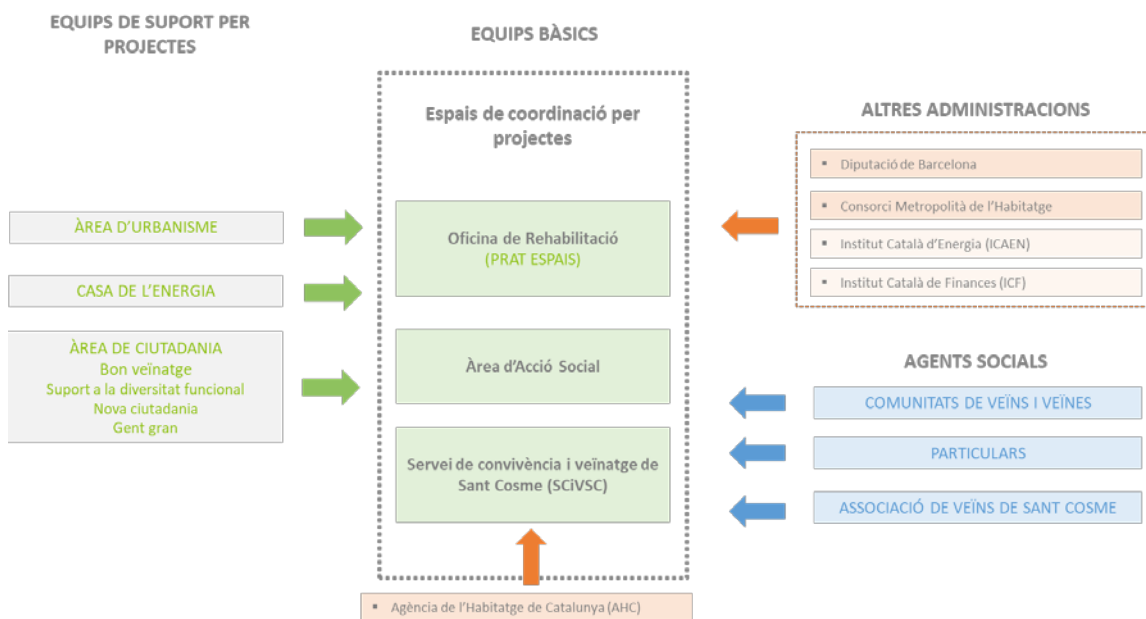 EQUIPS DE SUPORT PER
PROJECTES
ÀREA D'URBANISME
CASA DE L'ENERGIA
ÀREA DE CIUTADANIA
Bon veïnatge
Suport a la diversitat funcional
Nova ciutadania
Gent gran
EQUIPS BÀSICS
Espais de coordinació per
projectes
Oficina de Rehabilitació
(PRAT ESPAIS)
Àrea d'Acció Social
Servei de convivència i veïnatge de
Sant Cosme (SCiVSC)
▪ Agència de l'Habitatge de Catalunya (AHC)
ALTRES ADMINISTRACIONS
▪ Diputació de Barcelona
▪ Consorci Metropolità de l'Habitatge
▪ Institut Català d'Energia (ICAEN)
▪ Institut Català de Finances (ICF)
AGENTS SOCIALS
COMUNITATS DE VEÏNS I VEÏNES
PARTICULARS
ASSOCIACIÓ DE VEÏNS DE SANT COSME